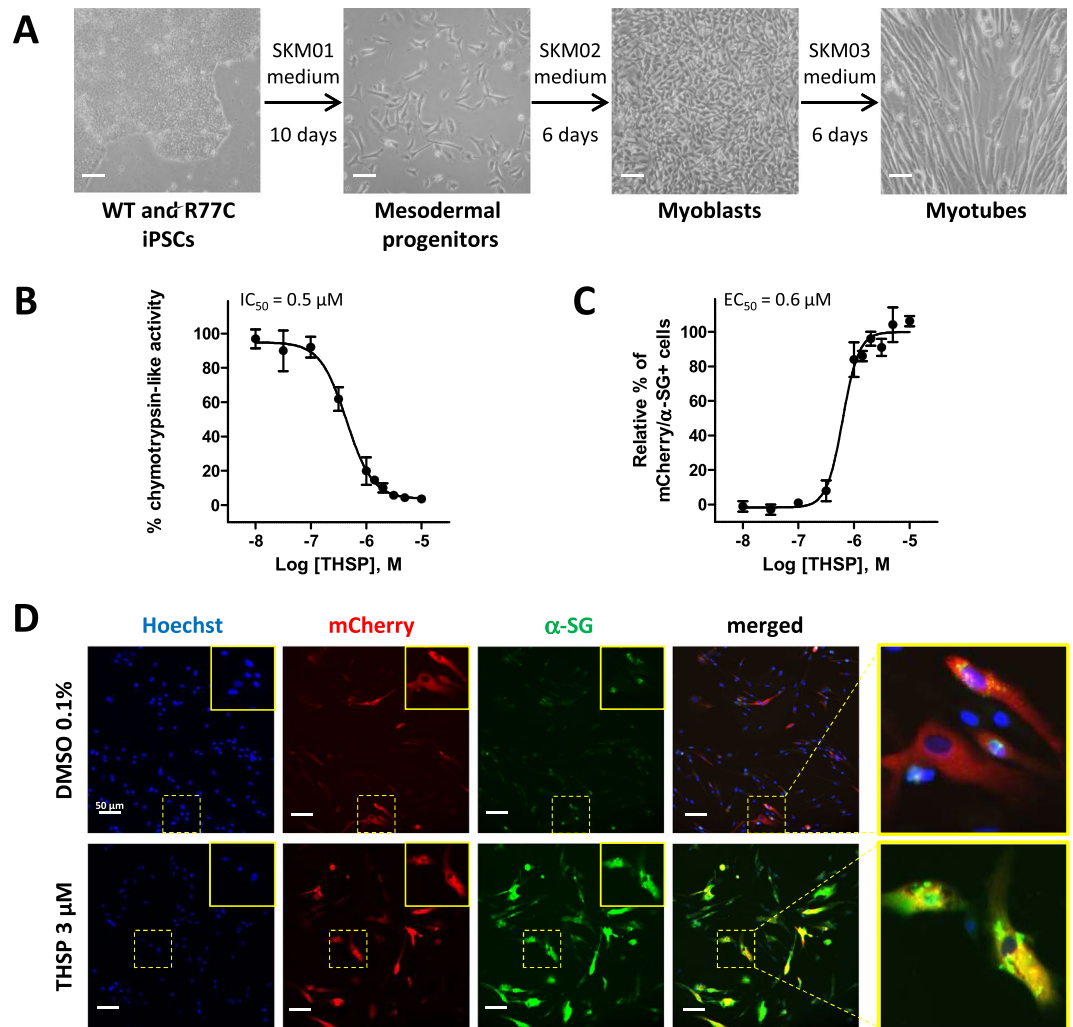 A
SKM01
medium
10 days
SKM02
medium
6 days
SKM03
medium
6 days
WT and R77C
iPSCs
Mesodermal
progenitors
Myoblasts
Myotubes
B
IC50 = 0.5 µM
% chymotrypsin-like activity
100
80
60
40
20
0
-8
-7
-6
-5
Log [THSP], M
C
EC50 = 0.6 µM
Relative % of
mCherry/α-SG+ cells
100
80
60
40
20
0
-8
-7
-6
-5
Log [THSP], M
D
Hoechst
mCherry
α-SG
merged
DMSO 0.1%
50 µm
THSP 3 µM